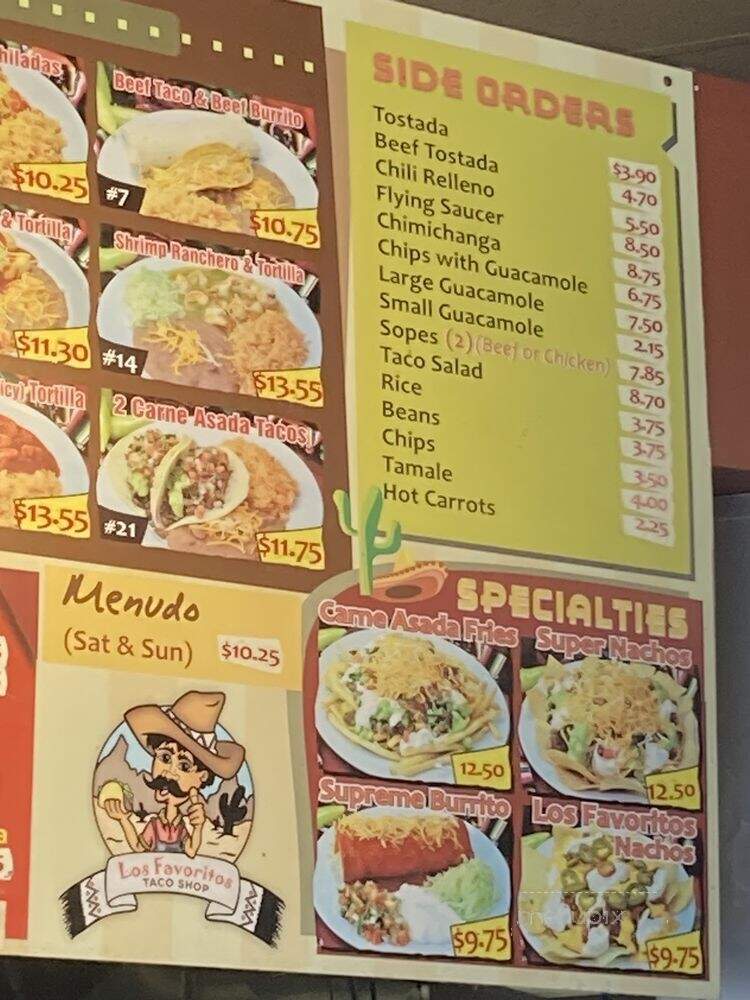 hiladas
$10.25
& Tortilla
$11.30
icy) Tortilla
$13.55
Beef Taco & Beef Burrito
#7
$10.75
Shrimp Ranchero & Tortilla
#14
$13.55
2 Carne Asada Tacos
#21
$11.75
SIDE ORDERS
Tostada $3.90
Beef Tostada 4.70
Chili Relleno 5.50
Flying Saucer 8.50
Chimichanga 8.75
Chips with Guacamole 6.75
Large Guacamole 7.50
Small Guacamole 2.15
Sopes (2)(Beef or Chicken) 7.85
Taco Salad 8.70
Rice 3.75
Beans 3.75
Chips 3.50
Tamale 4.00
Hot Carrots 2.25
Menudo
(Sat & Sun) $10.25
Los Favoritos
TACO SHOP
SPECIALTIES
Carne Asada Fries
12.50
Super Nachos
12.50
Supreme Burrito
$9.75
Los Favoritos
Nachos
$9.75
menupix